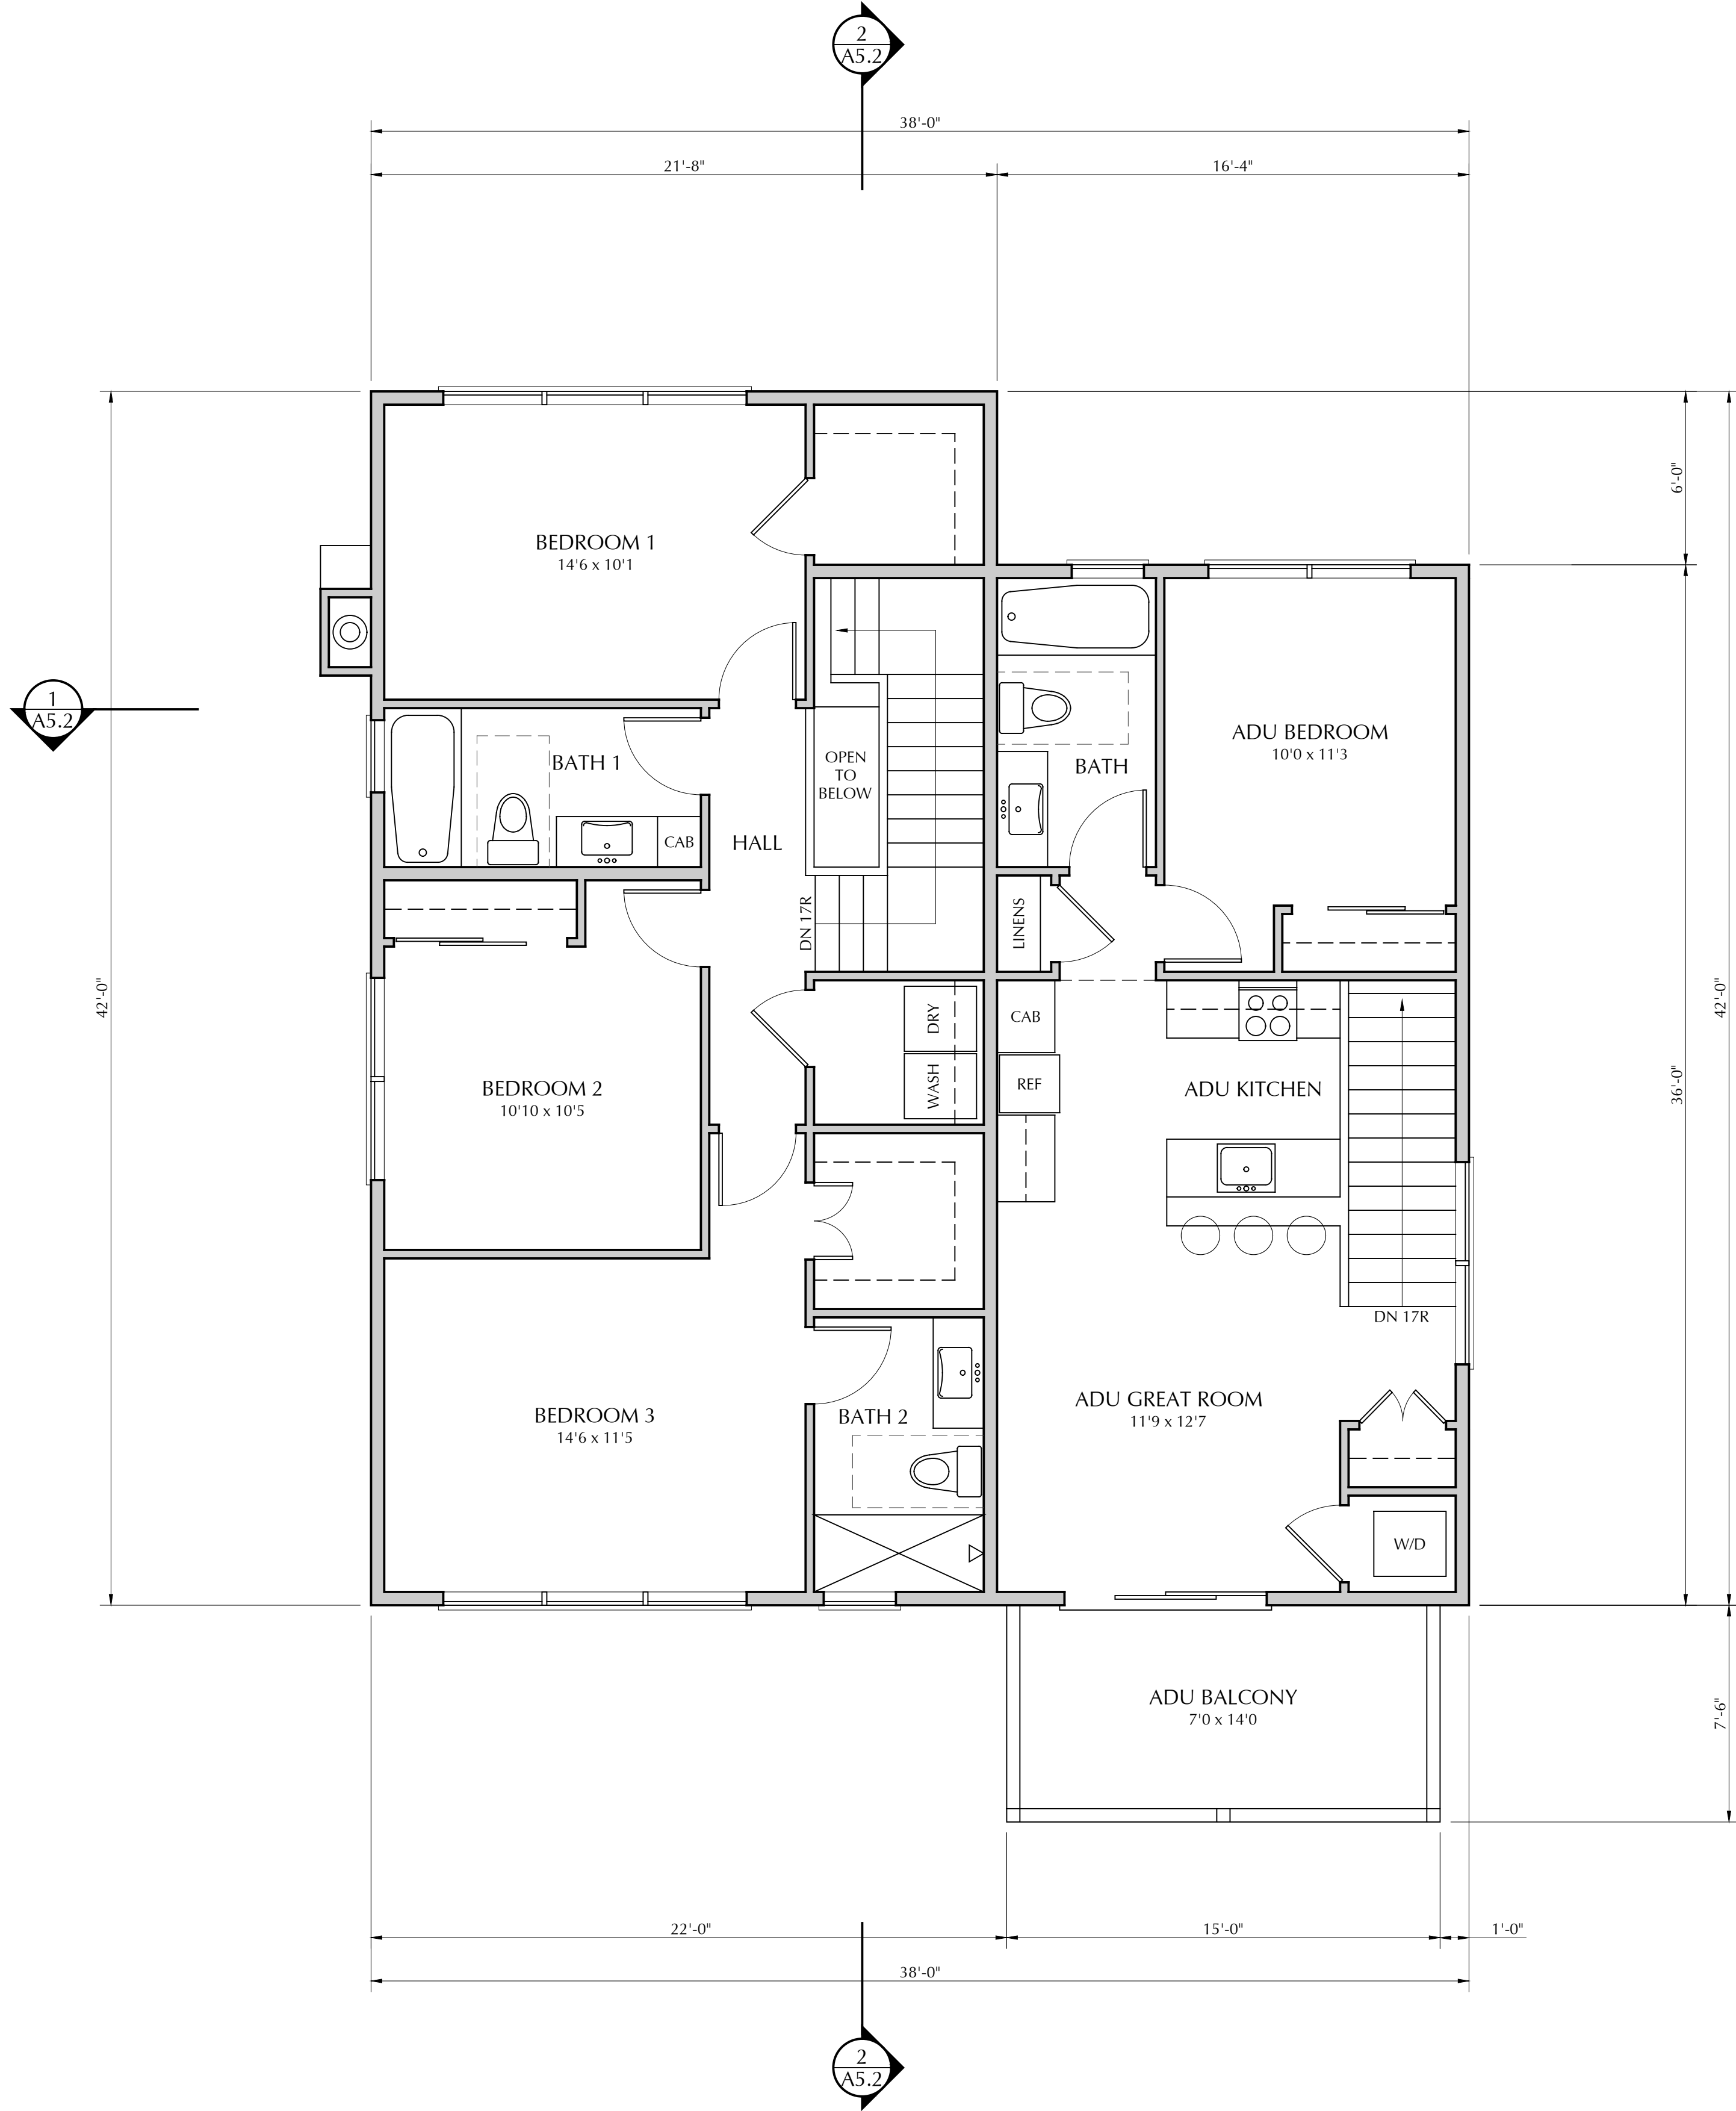 2
A5.2
38'-0"
21'-8"
16'-4"
6'-0"
BEDROOM 1
14'6 x 10'1
1
A5.2
BATH 1
CAB
HALL
OPEN
TO
BELOW
DN 17R
BATH
LINENS
ADU BEDROOM
10'0 x 11'3
42'-0"
42'-0"
36'-0"
BEDROOM 2
10'10 x 10'5
DRY
WASH
CAB
REF
ADU KITCHEN
DN 17R
BEDROOM 3
14'6 x 11'5
BATH 2
ADU GREAT ROOM
11'9 x 12'7
W/D
ADU BALCONY
7'0 x 14'0
7'-6"
22'-0"
15'-0"
1'-0"
38'-0"
2
A5.2